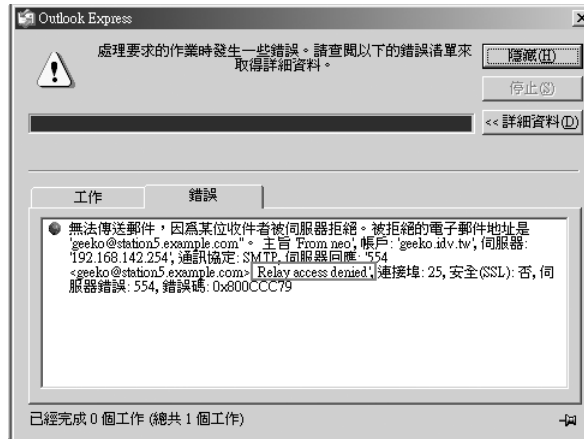 Outlook Express
處理要求的作業時發生一些錯誤。請查閱以下的錯誤清單來
取得詳細資料。
隱藏(H)
停止(S)
<< 詳細資料(D)
工作
錯誤
無法傳送郵件，因爲某位收件者被伺服器拒絕。被拒絕的電子郵件地址是
'geeko@station5.example.com"。 主旨 'From neo', 帳戶: 'geeko.idv.tw', 伺服器:
'192.168.142.254', 通訊協定: SMTP, 伺服器回應: '554
<geeko@station5.example.com> Relay access denied', 連接埠: 25, 安全(SSL): 否, 伺
服器錯誤: 554, 錯誤碼: 0x800CCC79
已經完成 0 個工作 (總共 1 個工作)